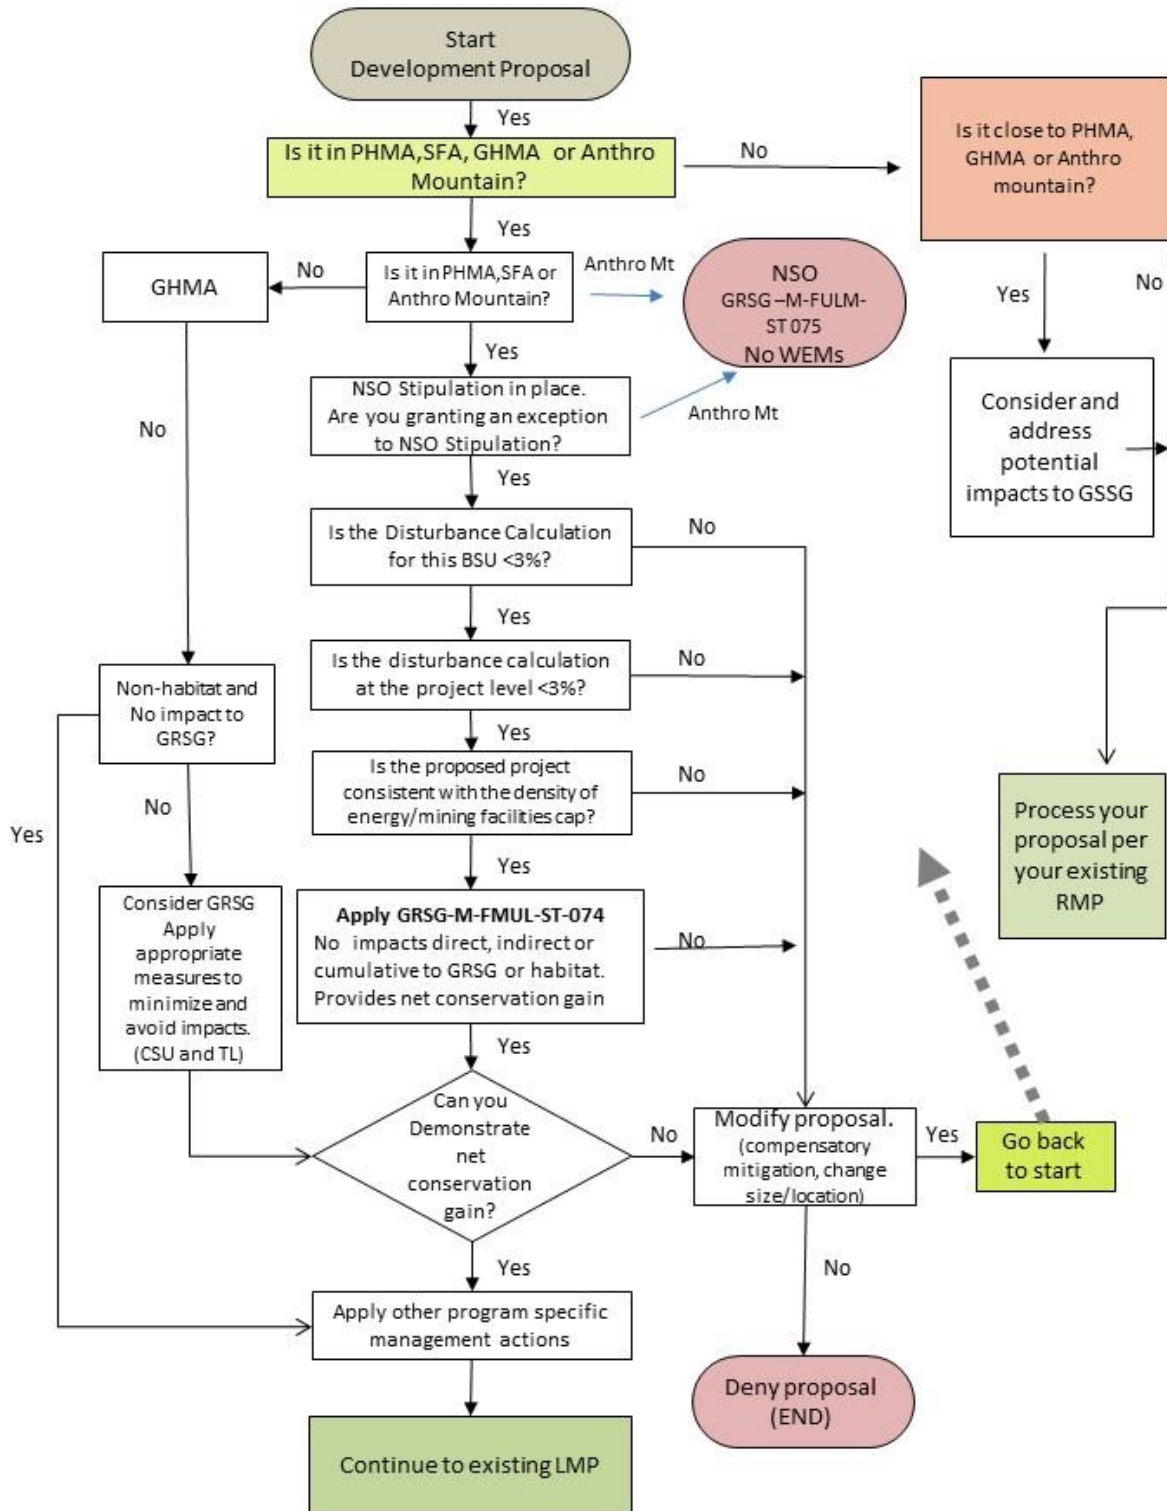 Start
Development Proposal
Yes
Is it in PHMA,SFA, GHMA or Anthro
Mountain?
No
Is it close to PHMA,
GHMA or Anthro
mountain?
Yes
GHMA
No
Is it in PHMA,SFA or
Anthro Mountain?
Anthro Mt
NSO
GRSG –M-FULM-
ST 075
No WEMs
Yes
No
Yes
NSO Stipulation in place.
Are you granting an exception
to NSO Stipulation?
Anthro Mt
Consider and
address
potential
impacts to GSSG
No
Yes
Is the Disturbance Calculation
for this BSU <3%?
No
Yes
Is the disturbance calculation
at the project level <3%?
No
Non-habitat and
No impact to
GRSG?
Yes
Is the proposed project
consistent with the density of
energy/mining facilities cap?
No
No
Yes
Process your
proposal per
your existing
RMP
Yes
Consider GRSG
Apply
appropriate
measures to
minimize and
avoid impacts.
(CSU and TL)
Apply GRSG-M-FMUL-ST-074
No impacts direct, indirect or
cumulative to GRSG or habitat.
Provides net conservation gain
No
Yes
Can you
Demonstrate
net
conservation
gain?
No
Modify proposal.
(compensatory
mitigation, change
size/location)
Yes
Go back
to start
Yes
No
Apply other program specific
management actions
Deny proposal
(END)
Continue to existing LMP